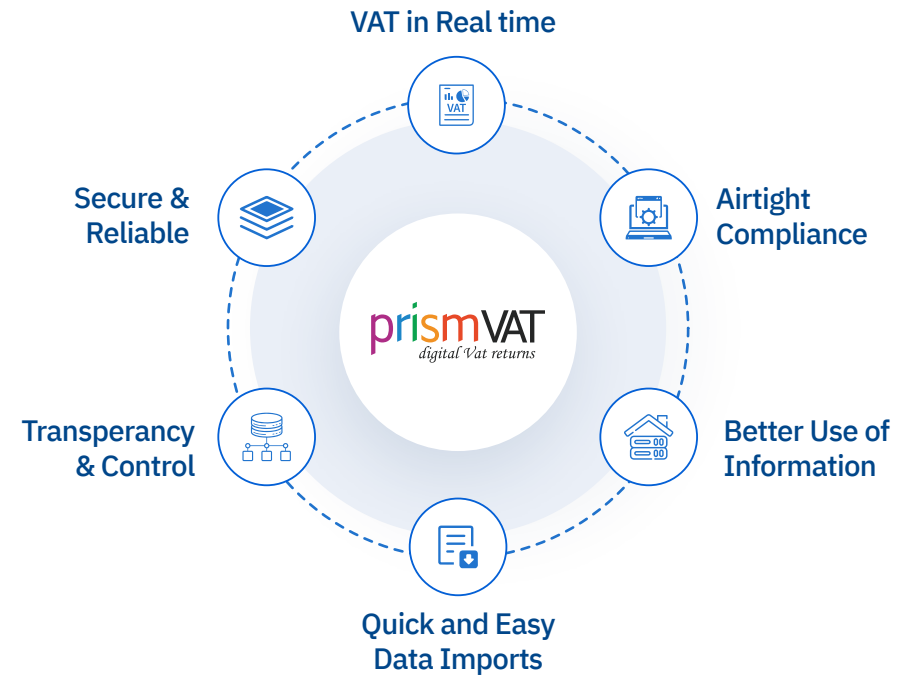 VAT in Real time
VAT
Secure &
Reliable
Airtight
Compliance
prismVAT
digital Vat returns
Transperancy
& Control
Better Use of
Information
Quick and Easy
Data Imports